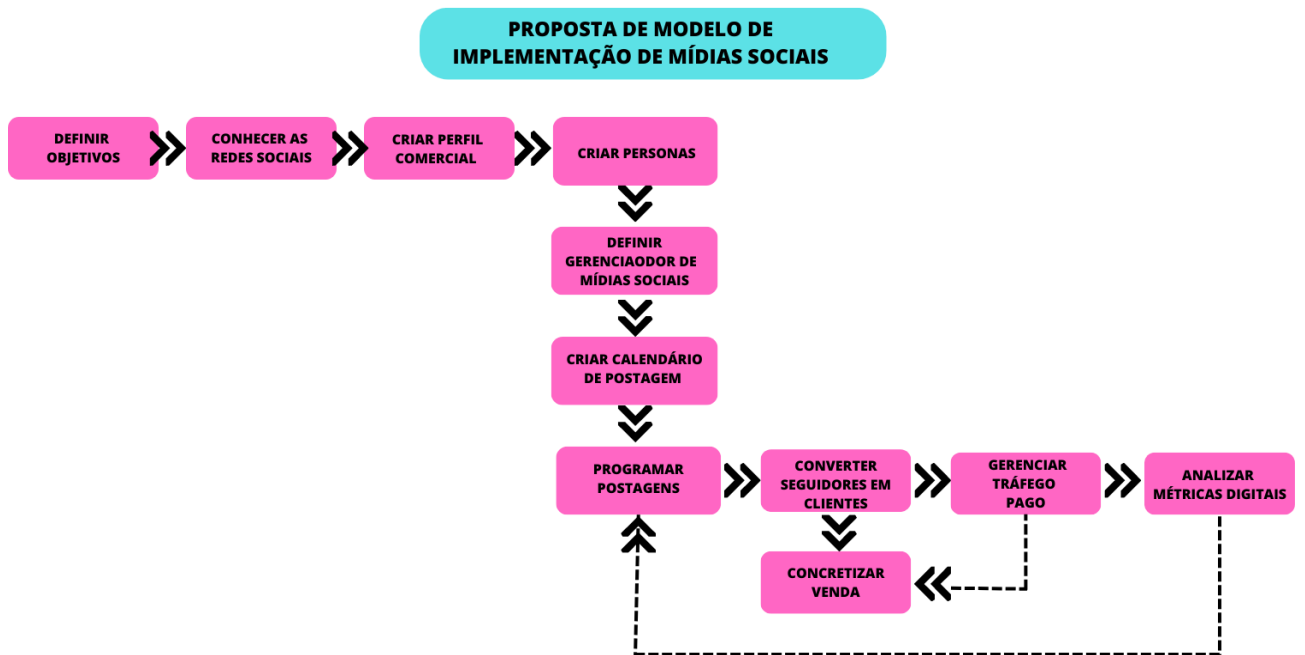 PROPOSTA DE MODELO DE
IMPLEMENTAÇÃO DE MÍDIAS SOCIAIS
DEFINIR
OBJETIVOS
CONHECER AS
REDES SOCIAIS
CRIAR PERFIL
COMERCIAL
CRIAR PERSONAS
DEFINIR
GERENCIAODOR DE
MÍDIAS SOCIAIS
CRIAR CALENDÁRIO
DE POSTAGEM
PROGRAMAR
POSTAGENS
CONVERTER
SEGUIDORES EM
CLIENTES
GERENCIAR
TRÁFEGO
PAGO
ANALIZAR
MÉTRICAS DIGITAIS
CONCRETIZAR
VENDA